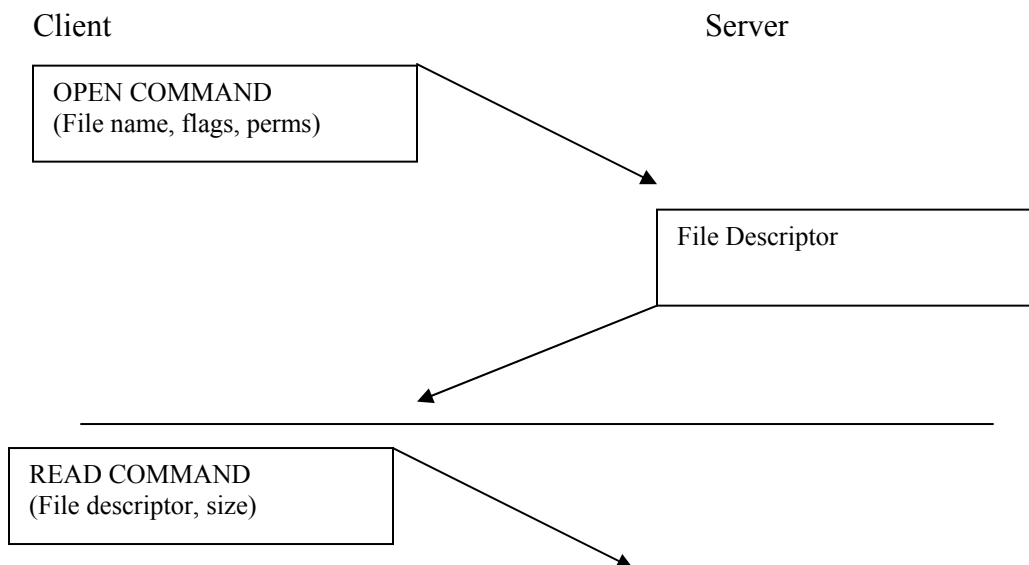 Client
Server
OPEN COMMAND
(File name, flags, perms)
File Descriptor
READ COMMAND
(File descriptor, size)